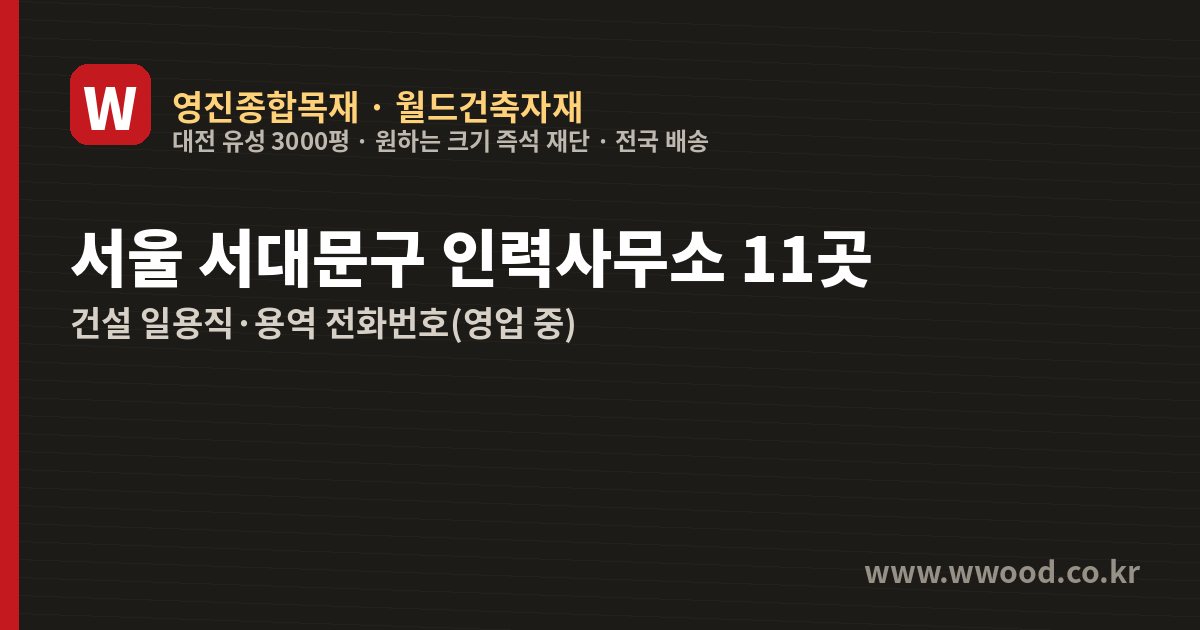 W
영진종합목재 · 월드건축자재
대전 유성 3000평 · 원하는 크기 즉석 재단 · 전국 배송
서울 서대문구 인력사무소 11곳
건설 일용직·용역 전화번호(영업 중)
www.wwood.co.kr